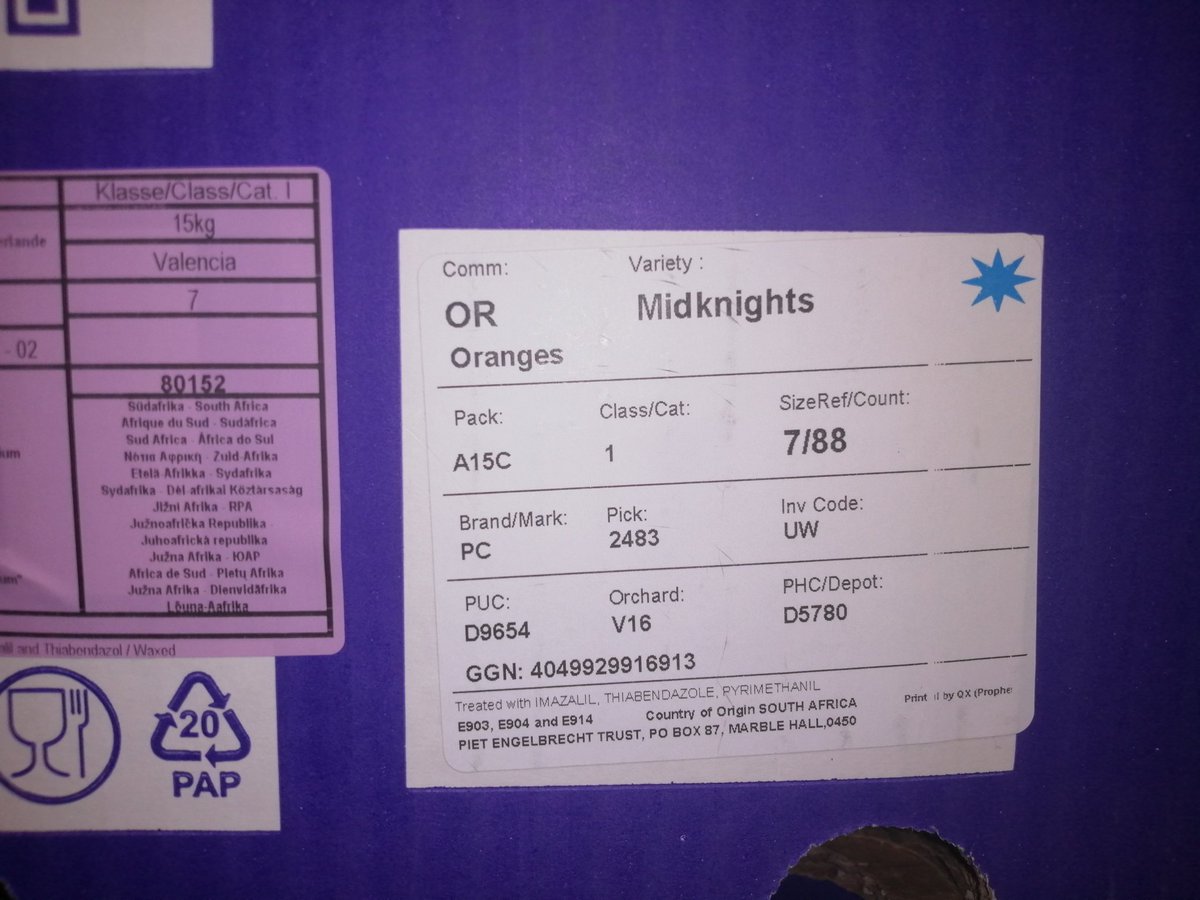 Klasse/Class/Cat. I
15kg
Valencia
7
- 02
80152
Südafrika - South Africa
Afrique du Sud - Sudáfrica
Sud Africa - África do Sul
Νότια Αφρική - Zuid-Afrika
Etelä-Afrikka - Sydafrika
Sydafrika - Dél-afrikai Köztársaság
Jižní Afrika - RPA
Južnoafriška Republika -
Juhoafrická republika
Južna Afrika - ЮАР
Africa de Sud - Pietų Afrika
Južna Afrika - Dienvidāfrika
Lõuna-Aafrika
and Thiabendazol / Waxed
20
PAP
Comm: Variety :
OR Midknights
Oranges
Pack: Class/Cat: SizeRef/Count:
A15C 1 7/88
Brand/Mark: Pick: Inv Code:
PC 2483 UW
PUC: Orchard: PHC/Depot:
D9654 V16 D5780
GGN: 4049929916913
Treated with IMAZALIL, THIABENDAZOLE, PYRIMETHANIL
E903, E904 and E914 Country of Origin SOUTH AFRICA
PIET ENGELBRECHT TRUST, PO BOX 87, MARBLE HALL,0450
by QX (Prophe